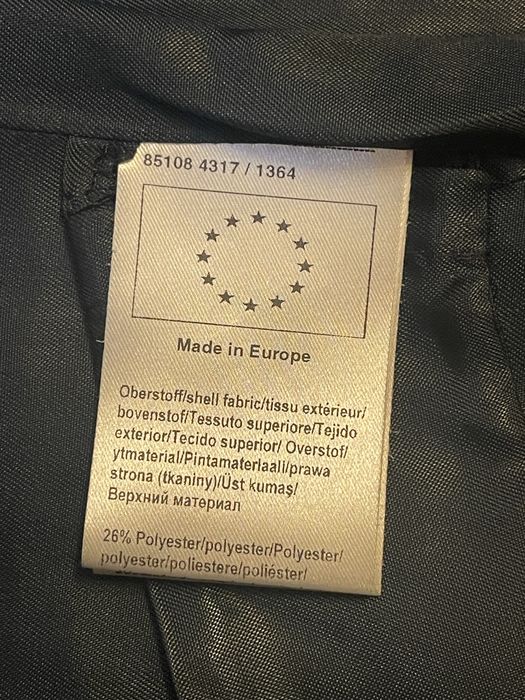 85108 4317 / 1364
Made in Europe
Oberstoff/shell fabric/tissu extérieur/
bovenstof/Tessuto superiore/Tejido
exterior/Tecido superior/ Overstof/
ytmaterial/Pintamateriaali/prawa
strona (tkaniny)/Üst kumaş/
Верхний материал
26% Polyester/polyester/Polyester/
polyester/poliestere/poliéster/